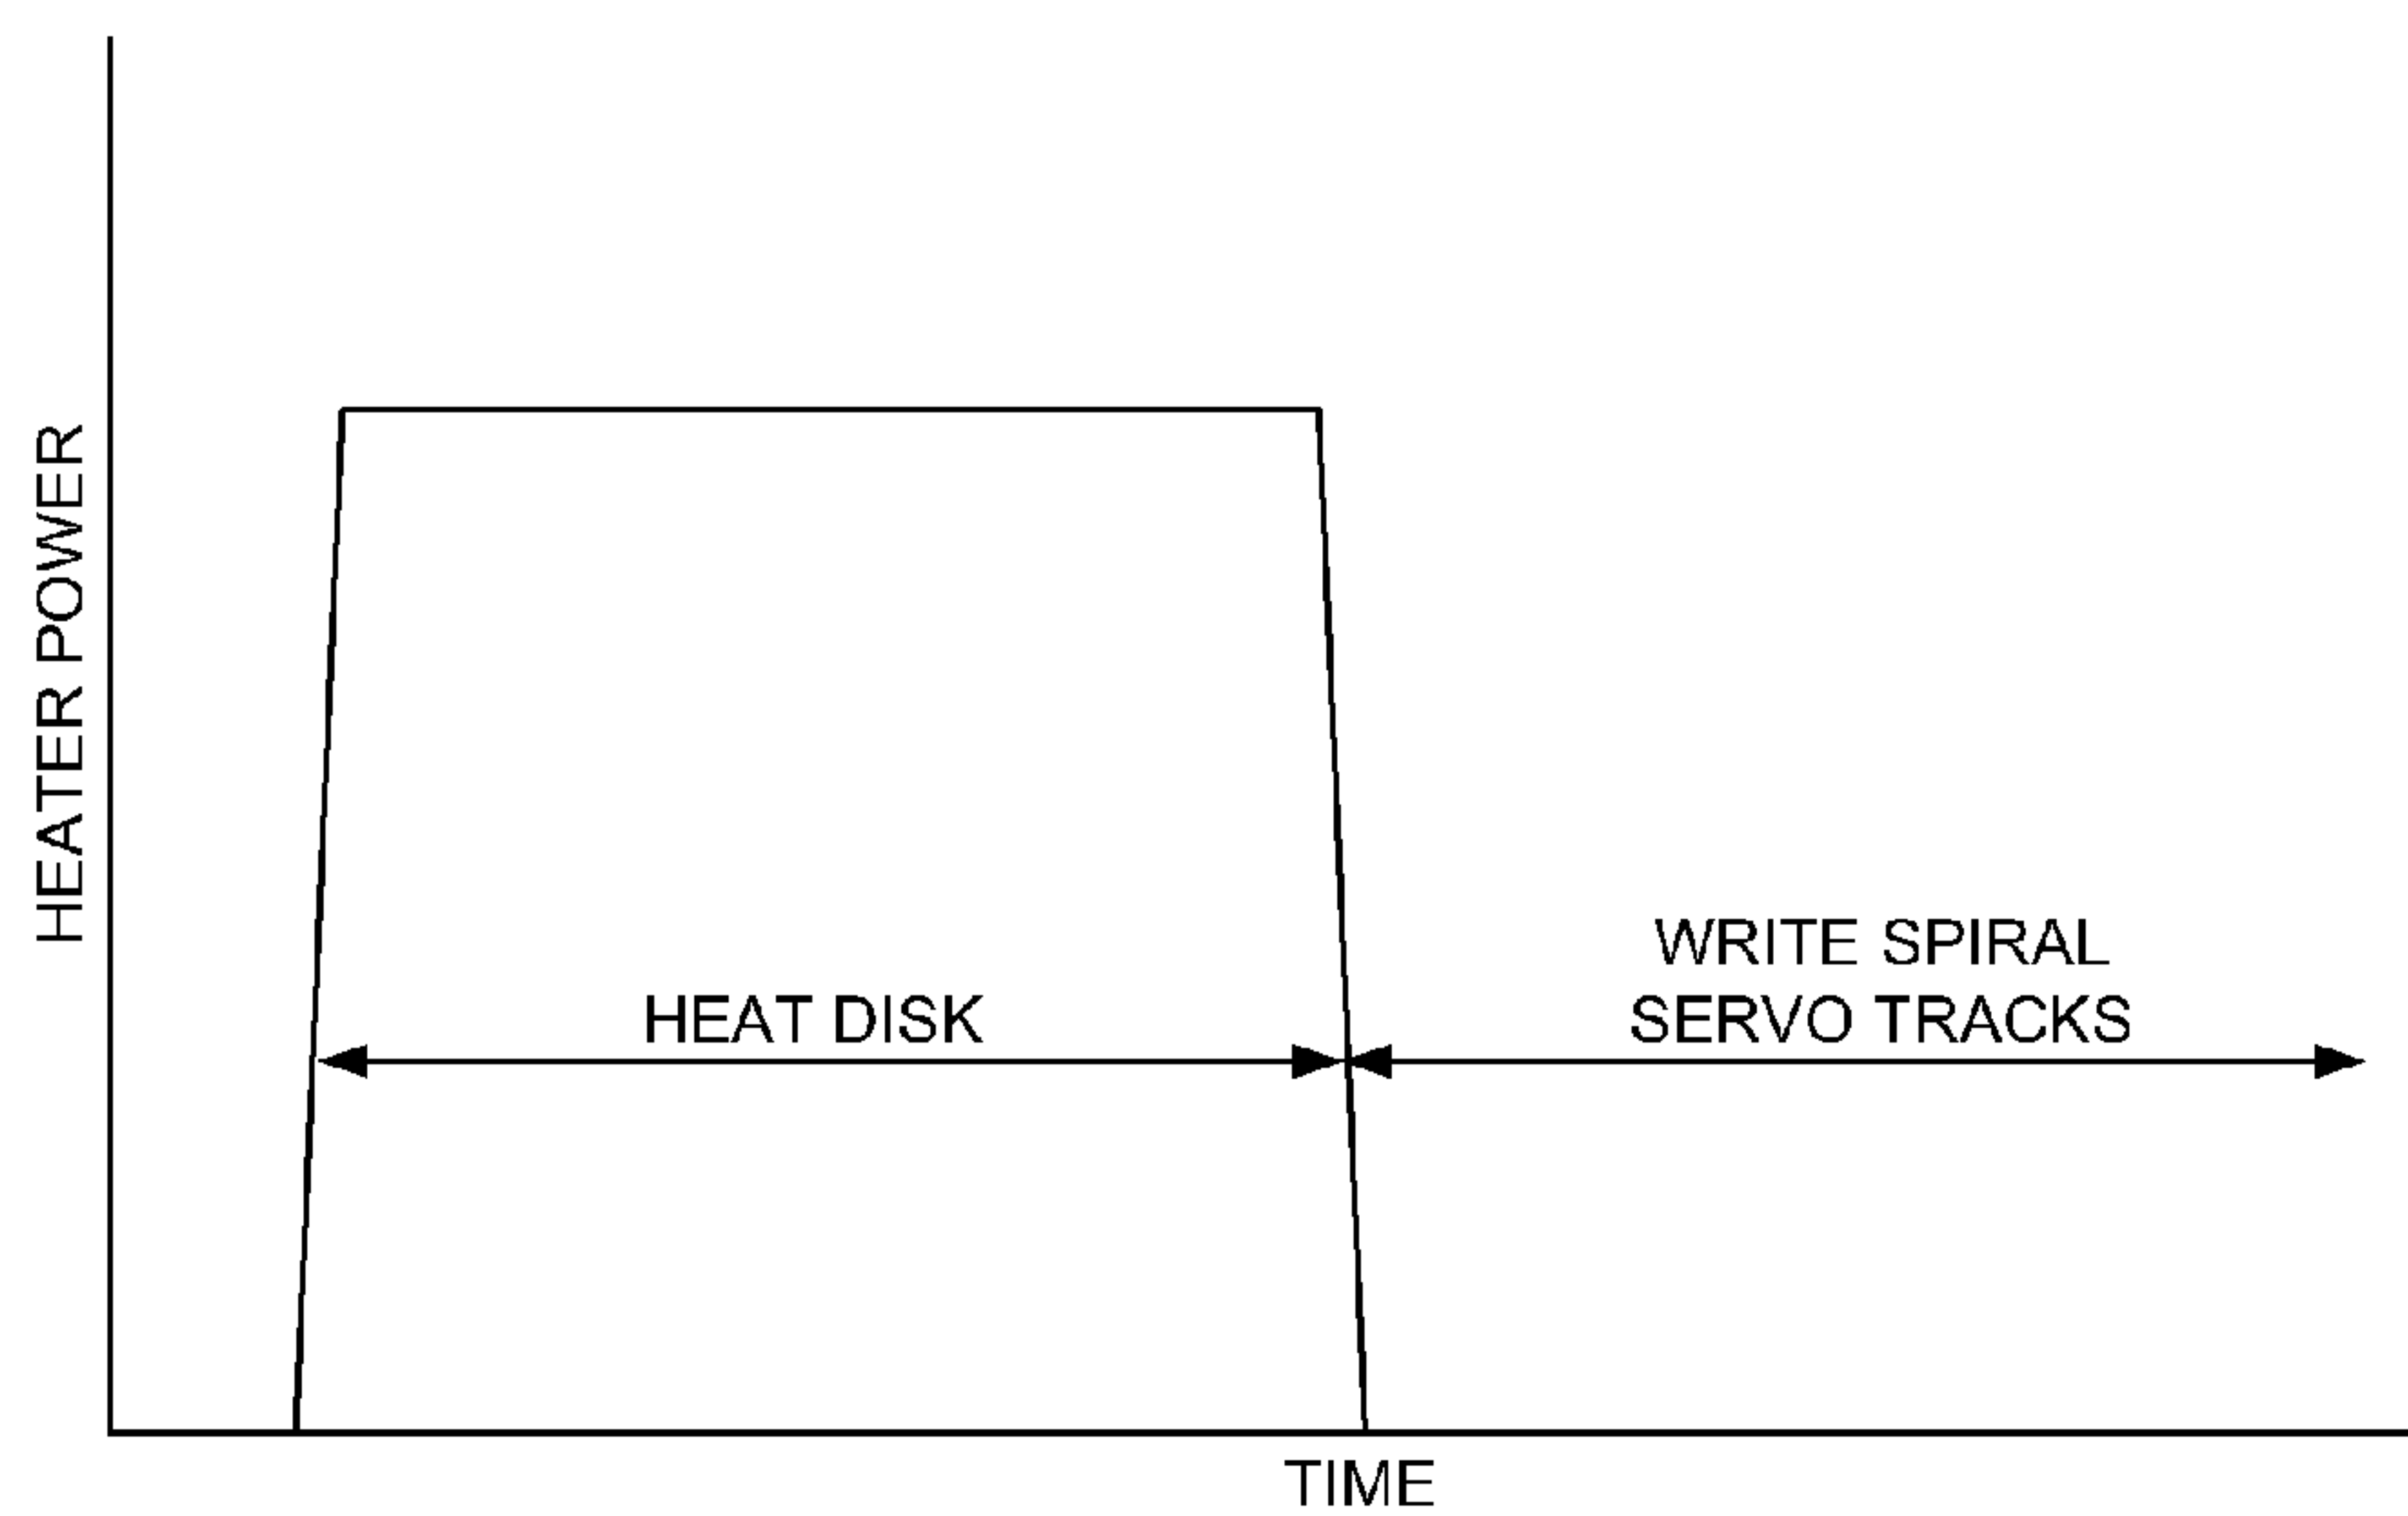 HEATER POWER
WRITE SPIRAL
SERVO TRACKS
HEAT DISK
TIME